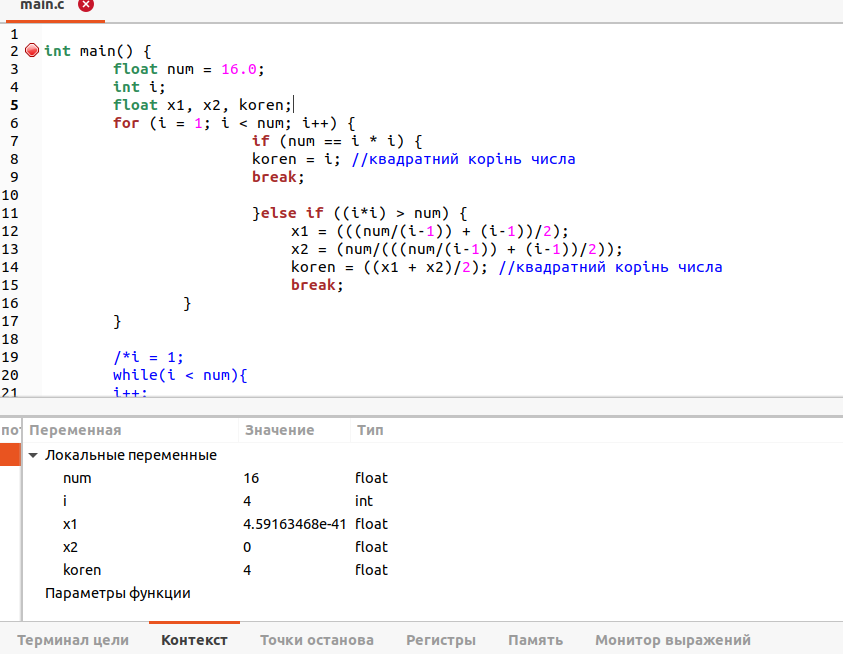 main.c
1
2 int main() {
3 float num = 16.0;
4 int i;
5 float x1, x2, koren;
6 for (i = 1; i < num; i++) {
7 if (num == i * i) {
8 koren = i; //квадратний корінь числа
9 break;
10
11 }else if ((i*i) > num) {
12 x1 = (((num/(i-1)) + (i-1))/2);
13 x2 = (num/(((num/(i-1)) + (i-1))/2));
14 koren = ((x1 + x2)/2); //квадратний корінь числа
15 break;
16 }
17 }
18
19 /*i = 1;
20 while(i < num){
21 i++;
Переменная Значение Тип
Локальные переменные
num 16 float
i 4 int
x1 4.59163468e-41 float
x2 0 float
koren 4 float
Параметры функции
Терминал цели Контекст Точки останова Регистры Память Монитор выражений